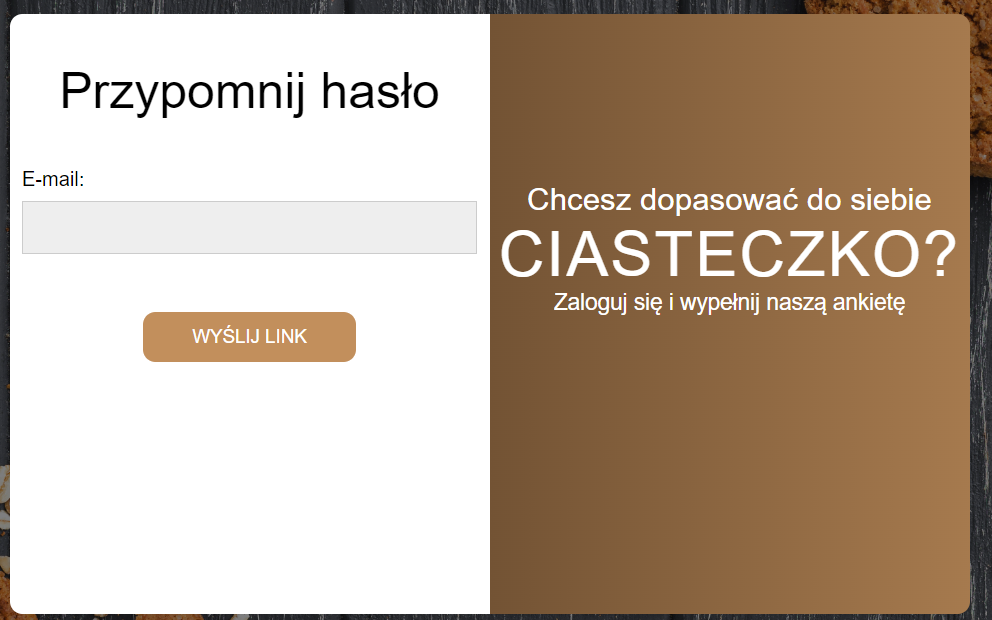 Przypomnij hasło
E-mail:
WYŚLIJ LINK
Chcesz dopasować do siebie
CIASTECZKO?
Zaloguj się i wypełnij naszą ankietę